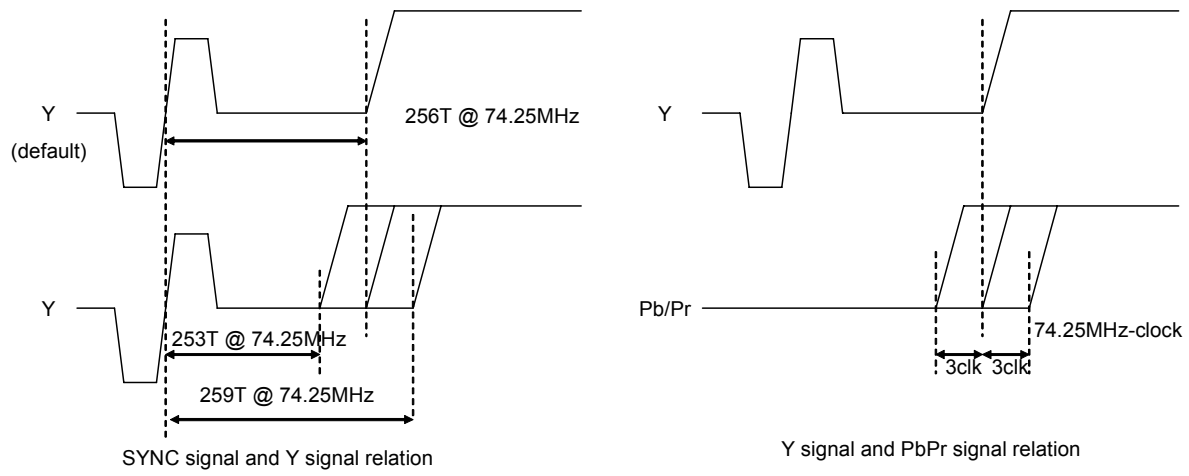 Y
(default)
256T @ 74.25MHz
Y
253T @ 74.25MHz
259T @ 74.25MHz
SYNC signal and Y signal relation
Y
Pb/Pr
74.25MHz-clock
3clk 3clk
Y signal and PbPr signal relation